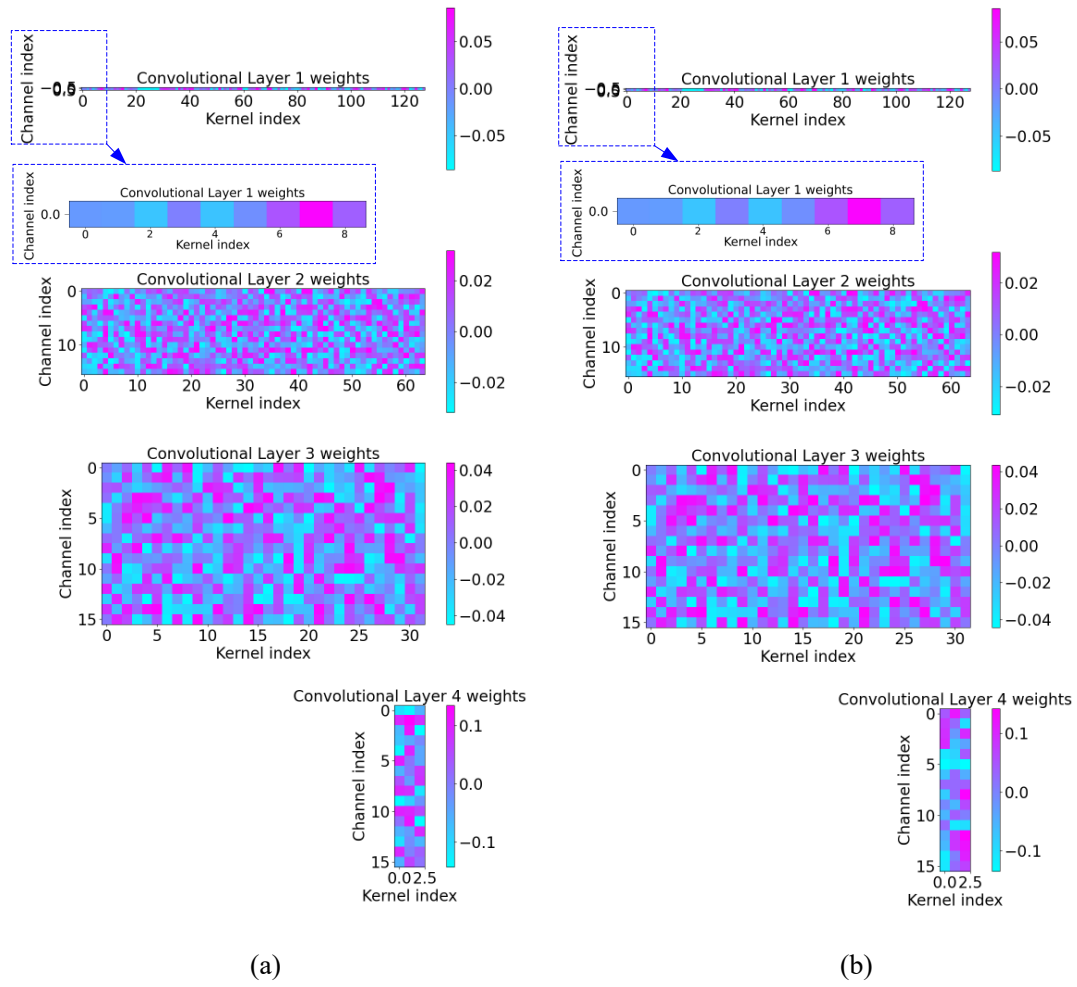 Convolutional Layer 1 weights
Channel index
0 20 40 60 80 100 120
Kernel index
0.05
0.00
−0.05
Convolutional Layer 1 weights
Channel index
0.0
0 2 4 6 8
Kernel index
Convolutional Layer 2 weights
Channel index
0
10
0 10 20 30 40 50 60
Kernel index
0.02
0.00
−0.02
Convolutional Layer 3 weights
Channel index
0
5
10
15
0 5 10 15 20 25 30
Kernel index
0.04
0.02
0.00
−0.02
−0.04
Convolutional Layer 4 weights
Channel index
0
5
10
15
0.02.5
Kernel index
0.1
0.0
−0.1
(a)
Convolutional Layer 1 weights
Channel index
0 20 40 60 80 100 120
Kernel index
0.05
0.00
−0.05
Convolutional Layer 1 weights
Channel index
0.0
0 2 4 6 8
Kernel index
Convolutional Layer 2 weights
Channel index
0
10
0 10 20 30 40 50 60
Kernel index
0.02
0.00
−0.02
Convolutional Layer 3 weights
Channel index
0
5
10
15
0 5 10 15 20 25 30
Kernel index
0.04
0.02
0.00
−0.02
−0.04
Convolutional Layer 4 weights
Channel index
0
5
10
15
0.02.5
Kernel index
0.1
0.0
−0.1
(b)